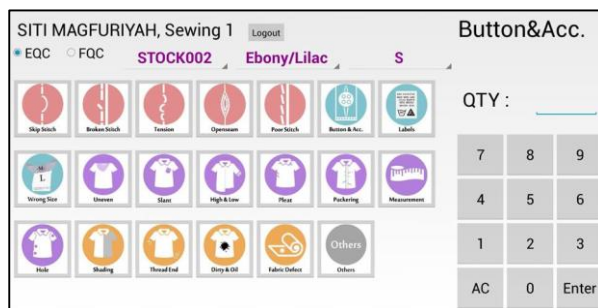 SITI MAGFURIYAH, Sewing 1 Logout
EQC FQC STOCK002 Ebony/Lilac S
Skip Stitch Broken Stitch Tension Openseam Poor Stitch Button & Acc. Labels
Wrong Size Uneven Slant High & Low Pleat Puckering Measurement
Hole Shading Thread End Dirty & Oil Fabric Defect Others Others
Button&Acc.
QTY :
7 8 9
4 5 6
1 2 3
AC 0 Enter